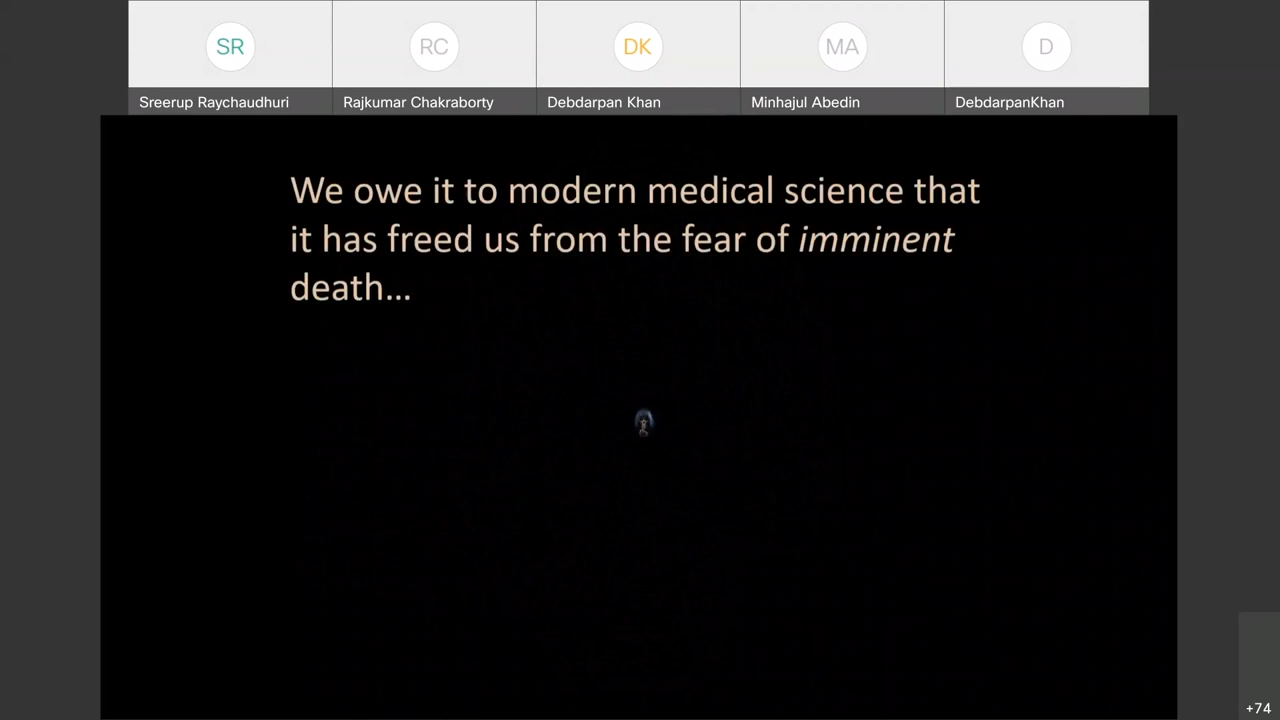 SR
RC
DK
MA
D
Sreerup Raychaudhuri
Rajkumar Chakraborty
Debdarpan Khan
Minhajul Abedin
DebdarpanKhan
We owe it to modern medical science that
it has freed us from the fear of imminent
death...
+74